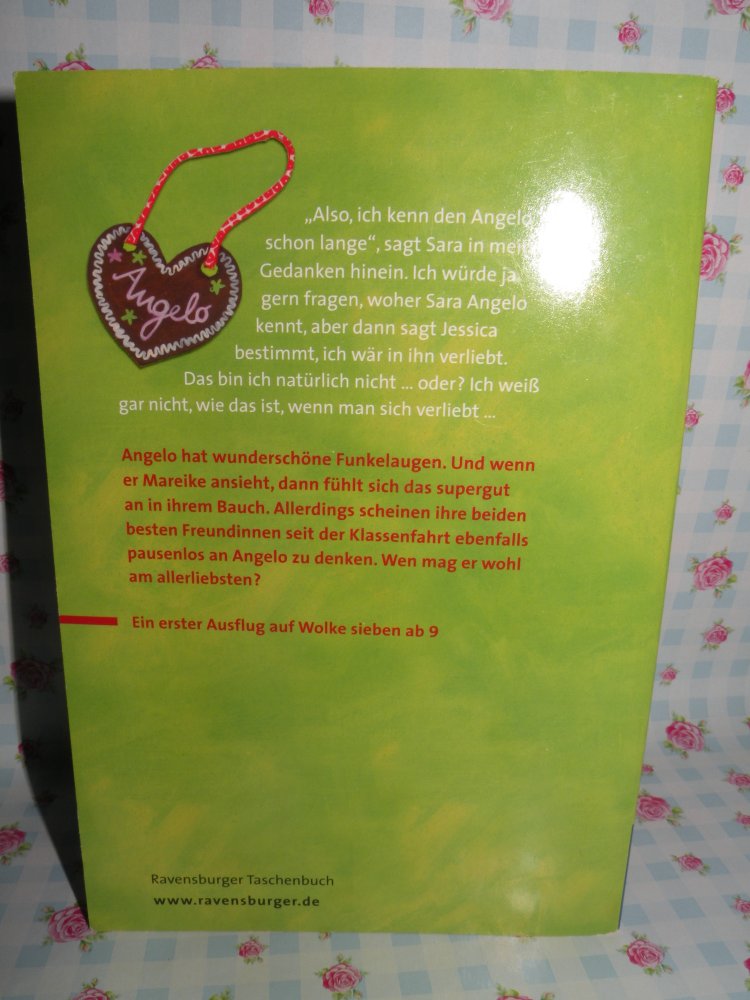 Angelo
„Also, ich kenn den Angelo
schon lange“, sagt Sara in
Gedanken hinein. Ich würde ja
gern fragen, woher Sara Angelo
kennt, aber dann sagt Jessica
bestimmt, ich wär in ihn verliebt.
Das bin ich natürlich nicht ... oder? Ich weiß
gar nicht, wie das ist, wenn man sich verliebt ...
Angelo hat wunderschöne Funkelaugen. Und wenn
er Mareike ansieht, dann fühlt sich das supergut
an in ihrem Bauch. Allerdings scheinen ihre beiden
besten Freundinnen seit der Klassenfahrt ebenfalls
pausenlos an Angelo zu denken. Wen mag er wohl
am allerliebsten?
Ein erster Ausflug auf Wolke sieben ab 9
Ravensburger Taschenbuch
www.ravensburger.de